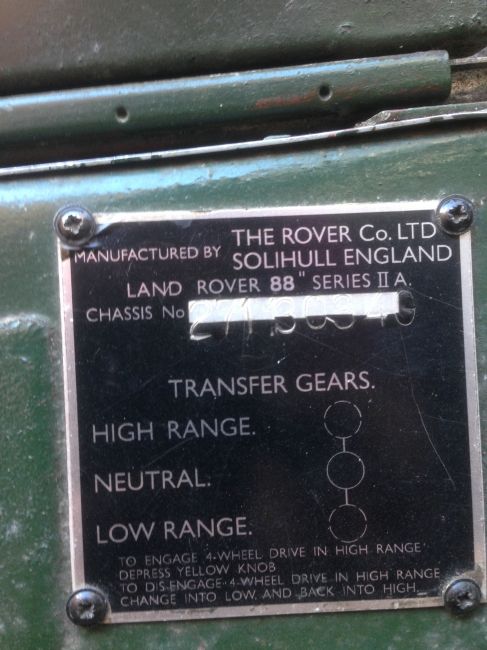 THE ROVER Co. LTD
MANUFACTURED BY SOLIHULL ENGLAND
LAND ROVER 88" SERIES II A.
CHASSIS No
TRANSFER GEARS.
HIGH RANGE.
NEUTRAL.
LOW RANGE.
TO ENGAGE 4-WHEEL DRIVE IN HIGH RANGE
DEPRESS YELLOW KNOB
TO DIS-ENGAGE 4-WHEEL DRIVE IN HIGH RANGE
CHANGE INTO LOW AND BACK INTO HIGH